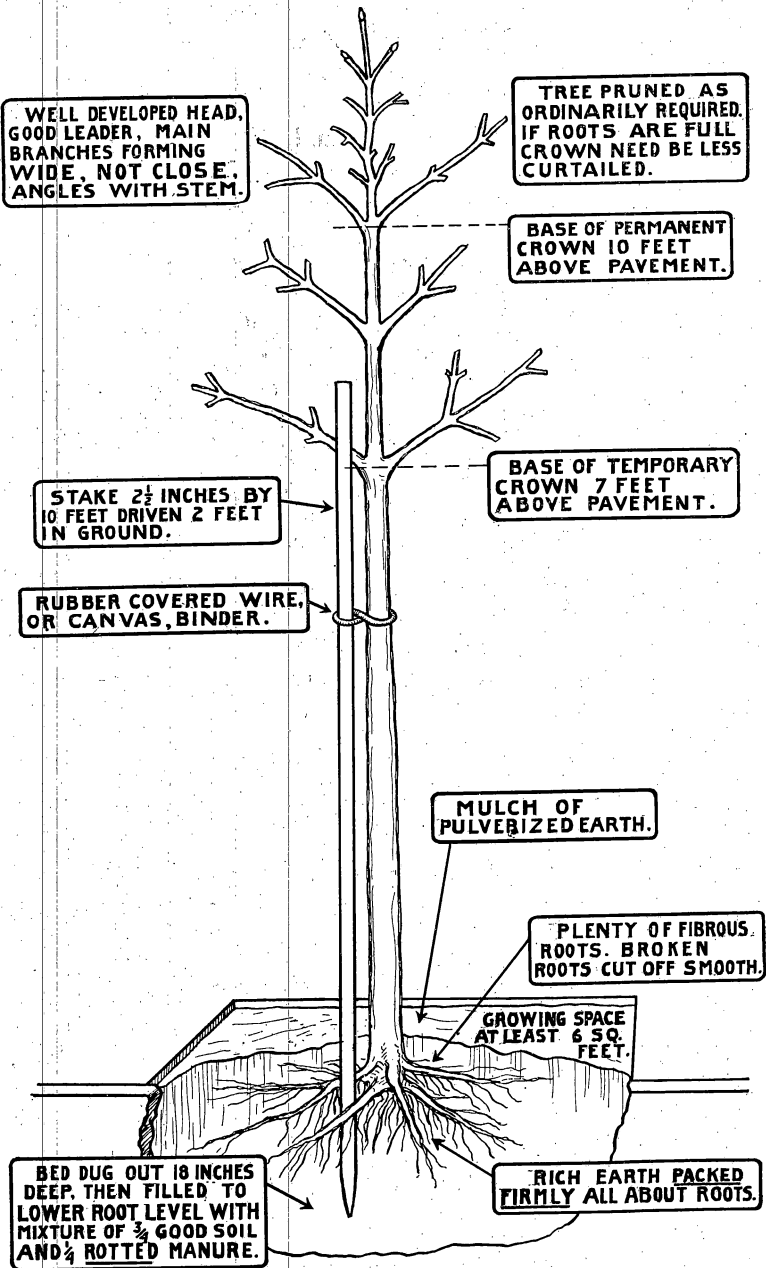 WELL DEVELOPED HEAD,
GOOD LEADER, MAIN
BRANCHES FORMING
WIDE, NOT CLOSE,
ANGLES WITH STEM.
TREE PRUNED AS
ORDINARILY REQUIRED.
IF ROOTS ARE FULL
CROWN NEED BE LESS
CURTAILED.
BASE OF PERMANENT
CROWN 10 FEET
ABOVE PAVEMENT.
BASE OF TEMPORARY
CROWN 7 FEET
ABOVE PAVEMENT.
STAKE 2½ INCHES BY
10 FEET DRIVEN 2 FEET
IN GROUND.
RUBBER COVERED WIRE,
OR CANVAS, BINDER.
MULCH OF
PULVERIZED EARTH.
PLENTY OF FIBROUS
ROOTS. BROKEN
ROOTS CUT OFF SMOOTH.
GROWING SPACE
AT LEAST 6 SQ.
FEET.
BED DUG OUT 18 INCHES
DEEP, THEN FILLED TO
LOWER ROOT LEVEL WITH
MIXTURE OF ¾ GOOD SOIL
AND ¼ ROTTED MANURE.
RICH EARTH PACKED
FIRMLY ALL ABOUT ROOTS.